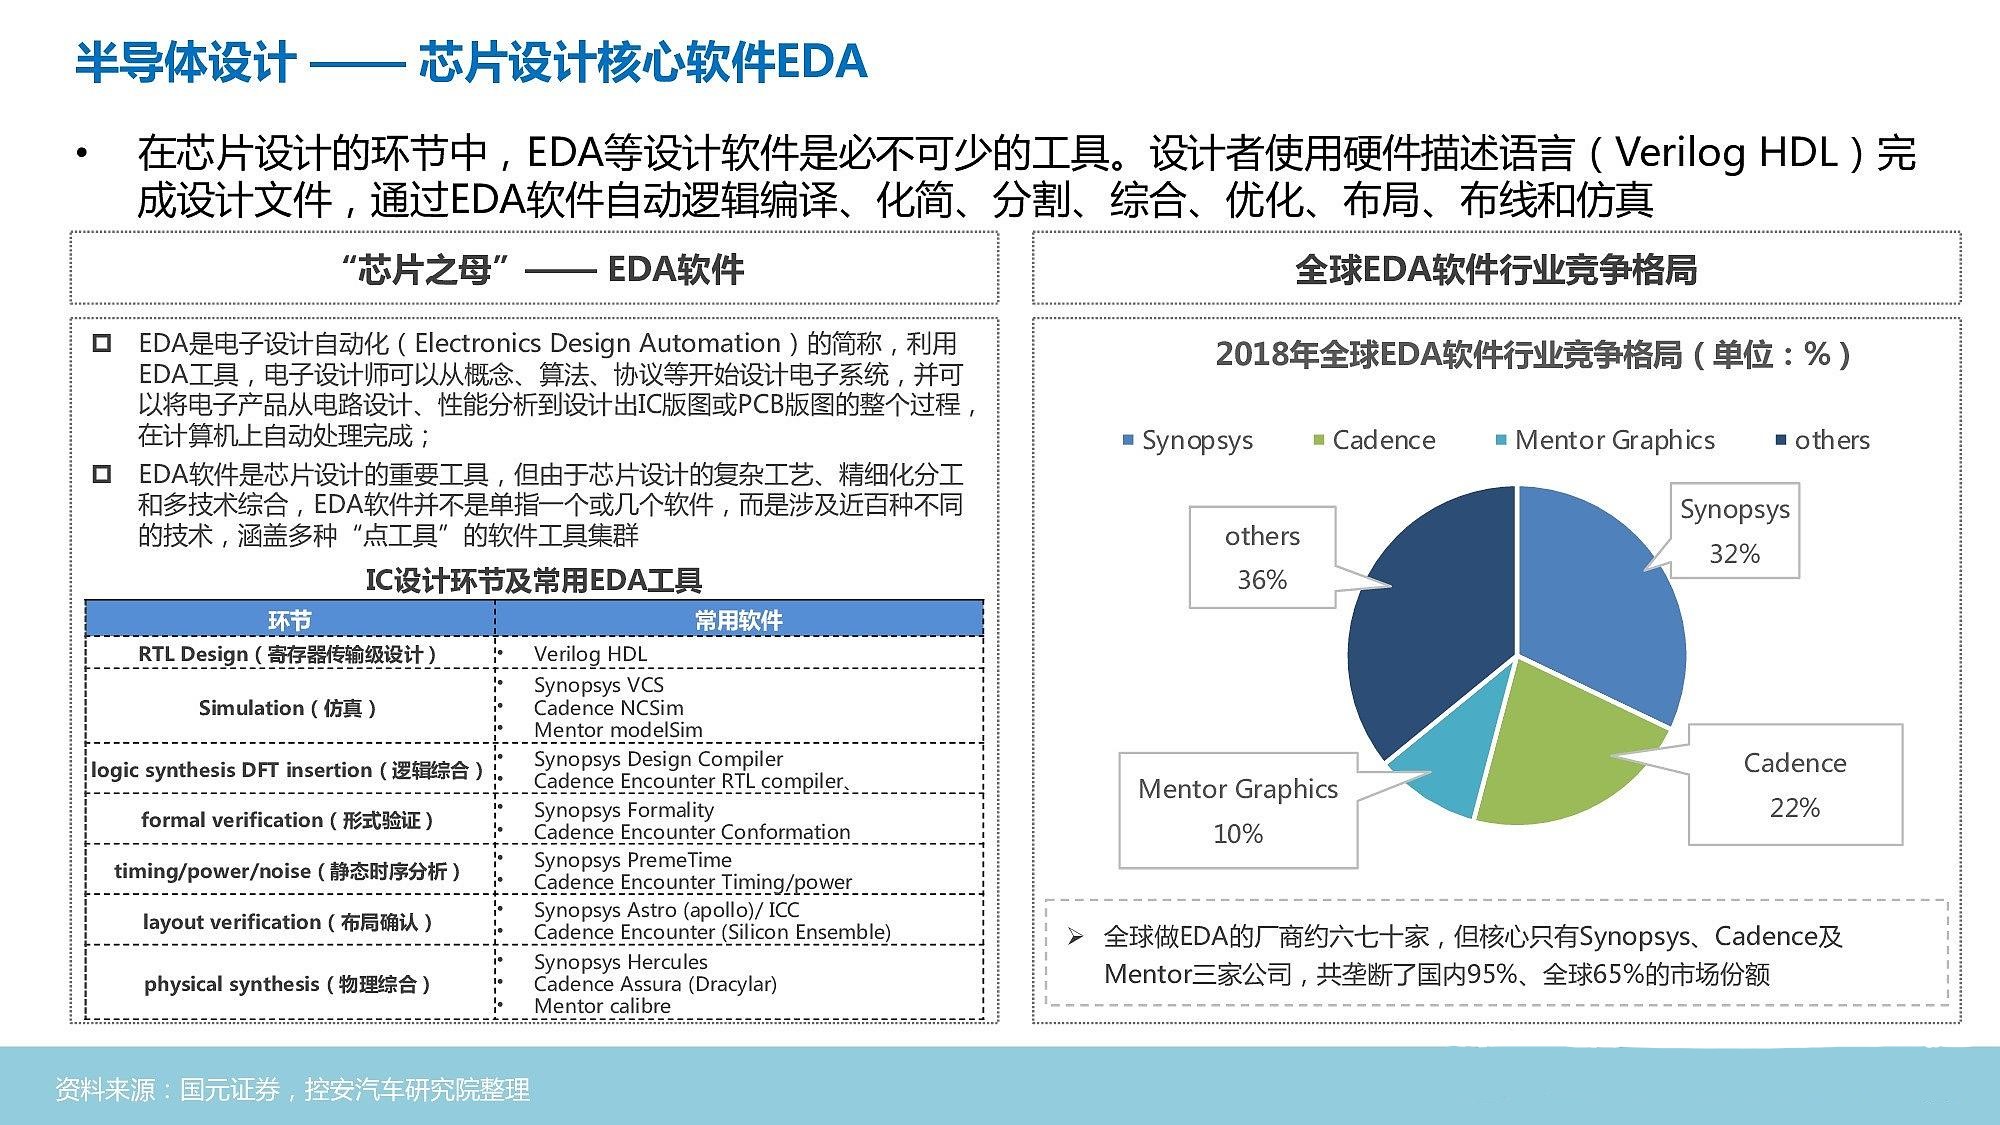 半导体设计 —— 芯片设计核心软件EDA
• 在芯片设计的环节中，EDA等设计软件是必不可少的工具。设计者使用硬件描述语言（Verilog HDL）完
成设计文件，通过EDA软件自动逻辑编译、化简、分割、综合、优化、布局、布线和仿真
“芯片之母”—— EDA软件
EDA是电子设计自动化（Electronics Design Automation）的简称，利用
EDA工具，电子设计师可以从概念、算法、协议等开始设计电子系统，并可
以将电子产品从电路设计、性能分析到设计出IC版图或PCB版图的整个过程，
在计算机上自动处理完成；
EDA软件是芯片设计的重要工具，但由于芯片设计的复杂工艺、精细化分工
和多技术综合，EDA软件并不是单指一个或几个软件，而是涉及近百种不同
的技术，涵盖多种“点工具”的软件工具集群
IC设计环节及常用EDA工具
环节 常用软件
RTL Design（寄存器传输级设计）
• Verilog HDL
Simulation（仿真）
• Synopsys VCS
• Cadence NCSim
• Mentor modelSim
logic synthesis DFT insertion（逻辑综合）
• Synopsys Design Compiler
• Cadence Encounter RTL compiler、
formal verification（形式验证）
• Synopsys Formality
• Cadence Encounter Conformation
timing/power/noise（静态时序分析）
• Synopsys PremeTime
• Cadence Encounter Timing/power
layout verification（布局确认）
• Synopsys Astro (apollo)/ ICC
• Cadence Encounter (Silicon Ensemble)
physical synthesis（物理综合）
• Synopsys Hercules
• Cadence Assura (Dracylar)
• Mentor calibre
全球EDA软件行业竞争格局
2018年全球EDA软件行业竞争格局（单位：%）
Synopsys Cadence Mentor Graphics others
Synopsys
32%
others
36%
Cadence
22%
Mentor Graphics
10%
➢ 全球做EDA的厂商约六七十家，但核心只有Synopsys、Cadence及
Mentor三家公司，共垄断了国内95%、全球65%的市场份额
资料来源：国元证券，控安汽车研究院整理